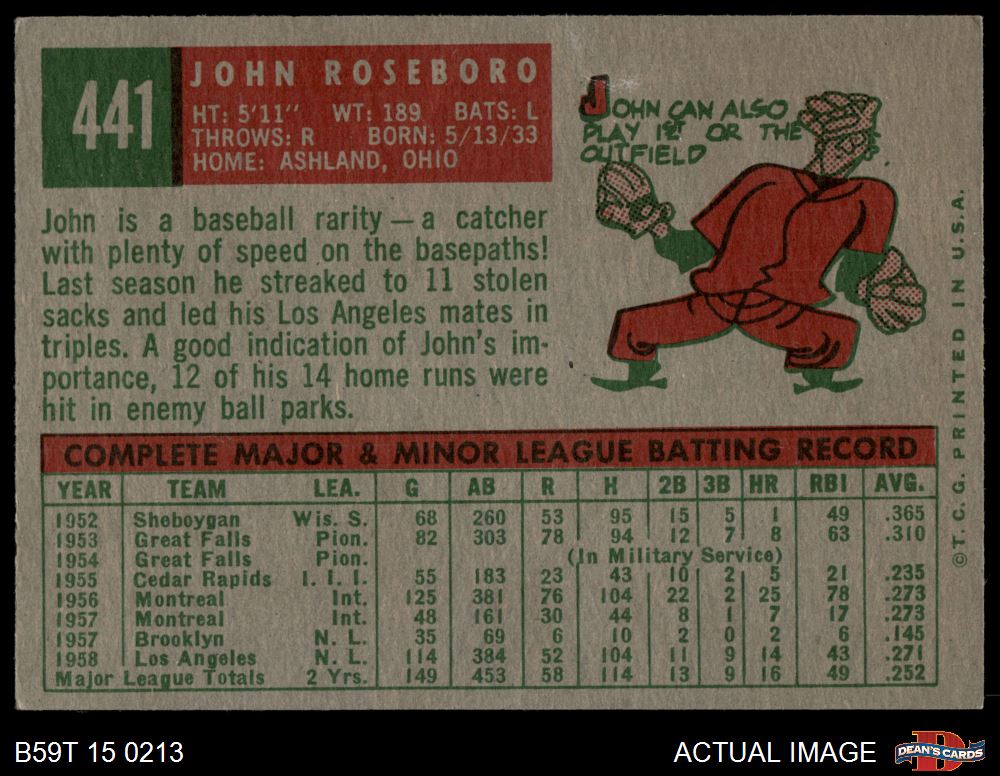 441
JOHN ROSEBORO
HT: 5'11" WT: 189 BATS: L
THROWS: R BORN: 5/13/33
HOME: ASHLAND, OHIO
JOHN CAN ALSO
PLAY 1ST OR THE
OUTFIELD
John is a baseball rarity — a catcher
with plenty of speed on the basepaths!
Last season he streaked to 11 stolen
sacks and led his Los Angeles mates in
triples. A good indication of John's im-
portance, 12 of his 14 home runs were
hit in enemy ball parks.
COMPLETE MAJOR & MINOR LEAGUE BATTING RECORD
YEAR TEAM LEA. G AB R H 2B 3B HR RBI AVG.
1952 Sheboygan Wis. S. 68 260 53 95 15 5 1 49 .365
1953 Great Falls Pion. 82 303 78 94 12 7 8 63 .310
1954 Great Falls Pion. (In Military Service)
1955 Cedar Rapids I. I. I. 55 183 23 43 10 2 5 21 .235
1956 Montreal Int. 125 381 76 104 22 2 25 78 .273
1957 Montreal Int. 48 161 30 44 8 1 7 17 .273
1957 Brooklyn N. L. 35 69 6 10 2 0 2 6 .145
1958 Los Angeles N. L. 114 384 52 104 11 9 14 43 .271
Major League Totals 2 Yrs. 149 453 58 114 13 9 16 49 .252
© T. C. G. PRINTED IN U.S.A.
B59T 15 0213
ACTUAL IMAGE
D
DEAN'S CARDS